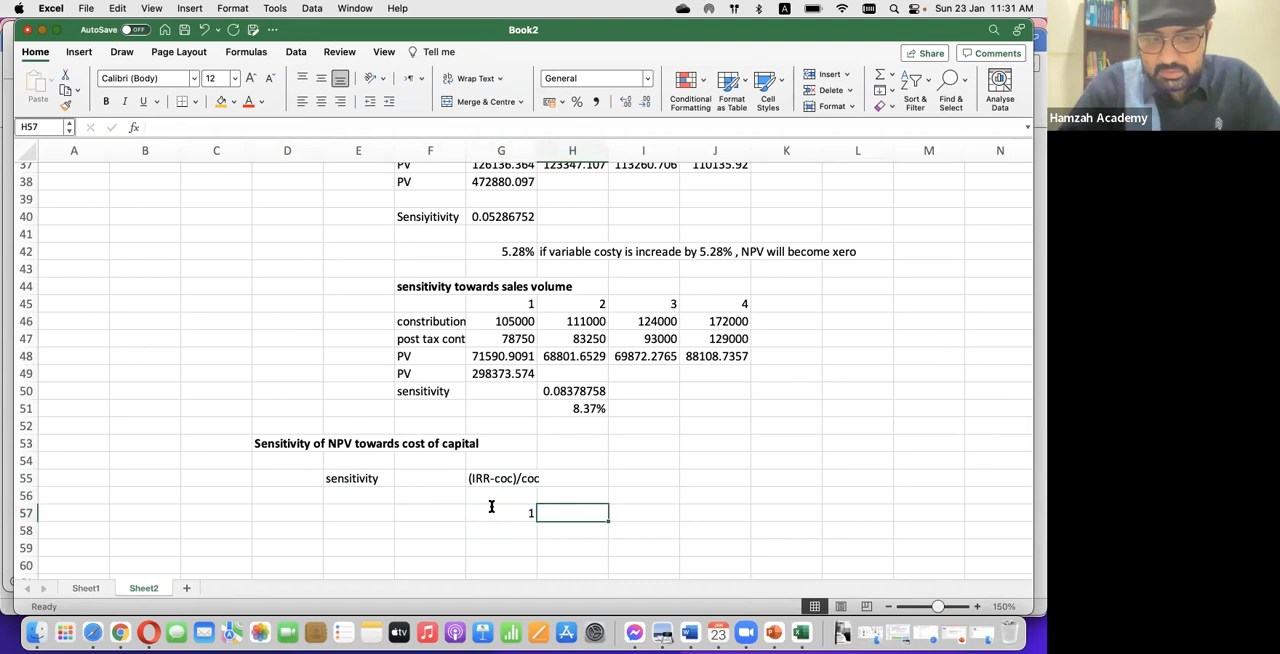 Excel File Edit View Insert Format Tools Data Window Help A Sun 23 Jan 11:31 AM
AutoSave OFF Book2
Home Insert Draw Page Layout Formulas Data Review View Tell me Share Comments
Paste Calibri (Body) 12 A A Wrap Text General Conditional Formatting Format as Table Cell Styles Insert Delete Format Sort & Filter Find & Select Analyse Data
B I U A Merge & Centre % 
H57 fx
A B C D E F G H I J K L M N
37 PV 126136.364 123347.107 113260.706 110135.92
38 PV 472880.097
39
40 Sensiyitivity 0.05286752
41
42 5.28% if variable costy is increade by 5.28% , NPV will become xero
43
44 sensitivity towards sales volume
45 1 2 3 4
46 constribution 105000 111000 124000 172000
47 post tax cont 78750 83250 93000 129000
48 PV 71590.9091 68801.6529 69872.2765 88108.7357
49 PV 298373.574
50 sensitivity 0.08378758
51 8.37%
52
53 Sensitivity of NPV towards cost of capital
54
55 sensitivity (IRR-coc)/coc
56
57 1
58
59
60
Sheet1 Sheet2 +
Ready 150%
tv JAN 23
Hamzah Academy